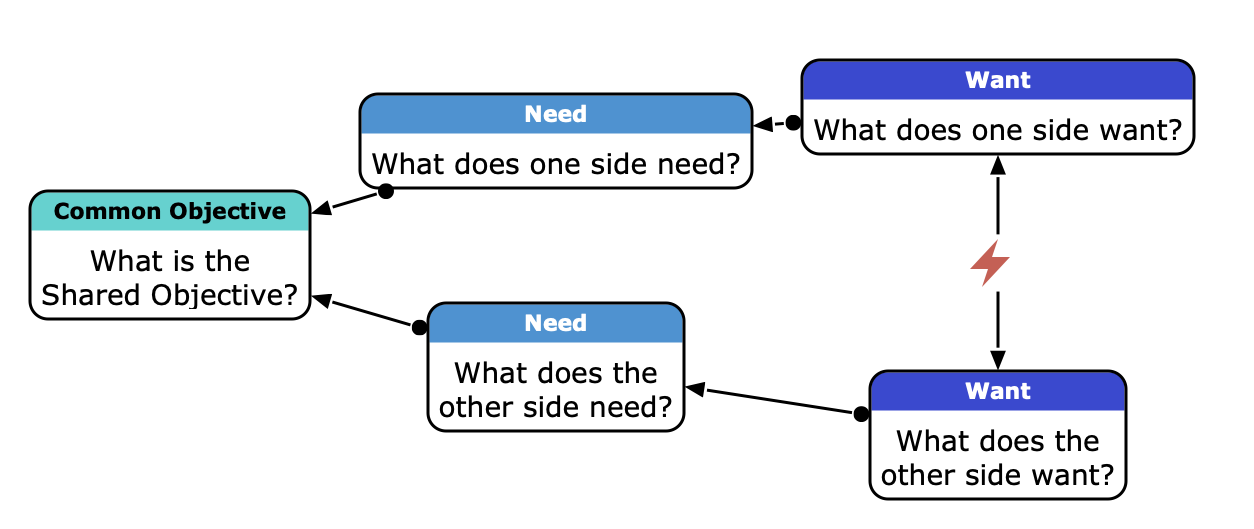 Want
What does one side want?
Need
What does one side need?
Common Objective
What is the
Shared Objective?
Need
What does the
other side need?
Want
What does the
other side want?